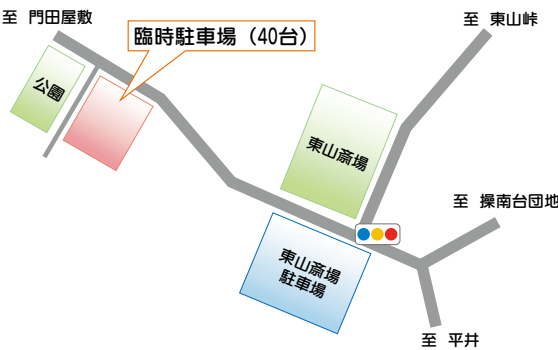 至 門田屋敷
至 東山峠
臨時駐車場（40台）
公園
東山斎場
至 操南台団地
東山斎場
駐車場
至 平井